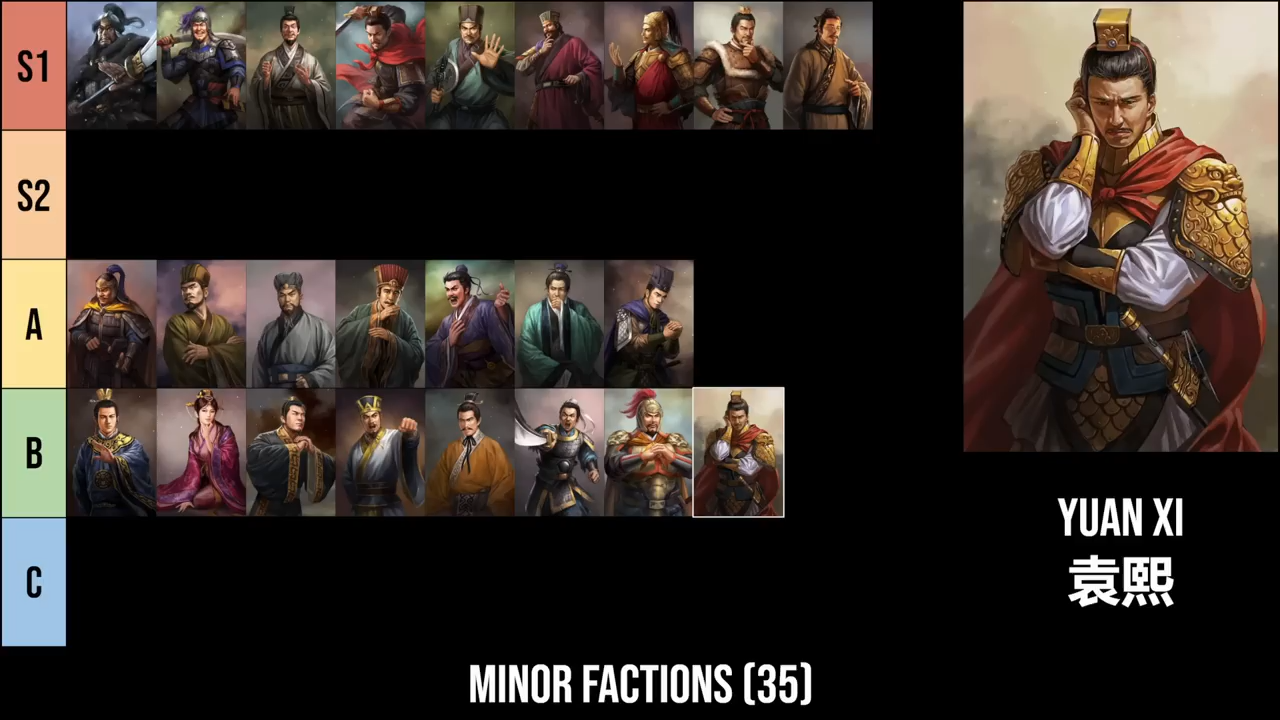 S1
S2
A
B
C
YUAN XI
袁熙
MINOR FACTIONS (35)